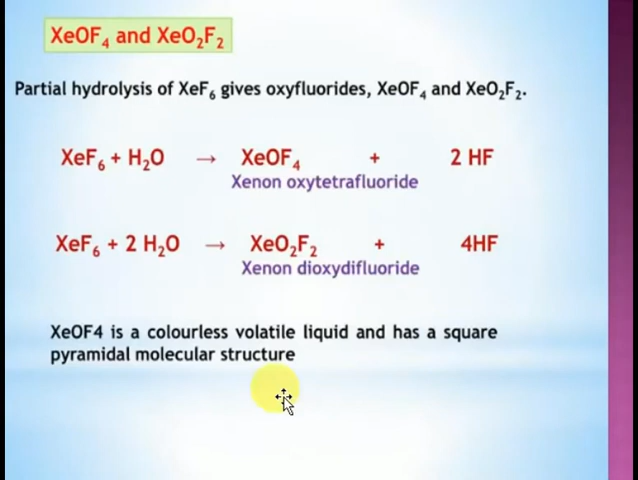 XeOF₄ and XeO₂F₂
Partial hydrolysis of XeF₆ gives oxyfluorides, XeOF₄ and XeO₂F₂.
XeF₆ + H₂O → XeOF₄ + 2 HF
Xenon oxytetrafluoride
XeF₆ + 2 H₂O → XeO₂F₂ + 4HF
Xenon dioxydifluoride
XeOF4 is a colourless volatile liquid and has a square
pyramidal molecular structure